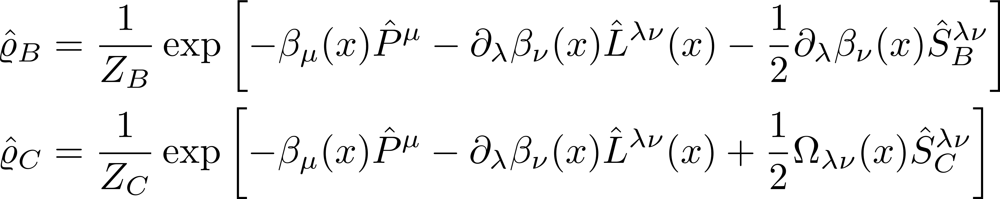 $\hat{\varrho}_B = \frac{1}{Z_B} \exp\left[-\beta_\mu(x)\hat{P}^\mu - \partial_\lambda\beta_\nu(x)\hat{L}^{\lambda\nu}(x) - \frac{1}{2}\partial_\lambda\beta_\nu(x)\hat{S}_B^{\lambda\nu}\right]$
$\hat{\varrho}_C = \frac{1}{Z_C} \exp\left[-\beta_\mu(x)\hat{P}^\mu - \partial_\lambda\beta_\nu(x)\hat{L}^{\lambda\nu}(x) + \frac{1}{2}\Omega_{\lambda\nu}(x)\hat{S}_C^{\lambda\nu}\right]$